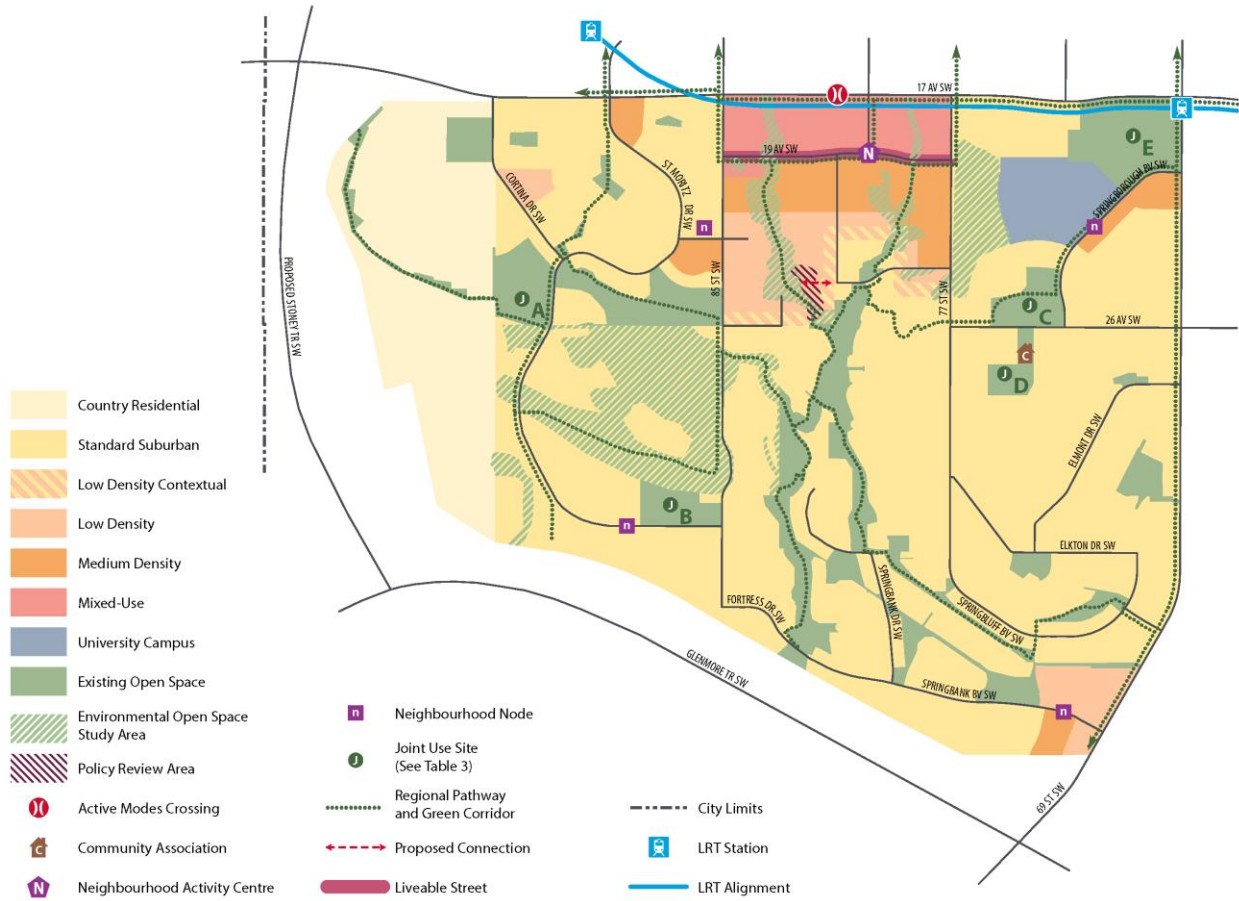 17 AV SW
19 AV SW
N
J
E
SPRINGBOROUGH BV SW
CORTINA DR SW
ST MORITZ
DR SW
n
n
85 ST SW
77 ST SW
PROPOSED STONEY TR SW
J
A
J
C
26 AV SW
C
J
D
ELMONT DR SW
J
B
n
ELKTON DR SW
FORTRESS DR SW
SPRINGBANK DR SW
SPRINGBLUFF BV SW
GLENMORE TR SW
SPRINGBANK BV SW
n
69 ST SW
Country Residential
Standard Suburban
Low Density Contextual
Low Density
Medium Density
Mixed-Use
University Campus
Existing Open Space
Environmental Open Space
Study Area
Policy Review Area
Active Modes Crossing
C
Community Association
N
Neighbourhood Activity Centre
n
Neighbourhood Node
J
Joint Use Site
(See Table 3)
Regional Pathway
and Green Corridor
Proposed Connection
Liveable Street
City Limits
LRT Station
LRT Alignment